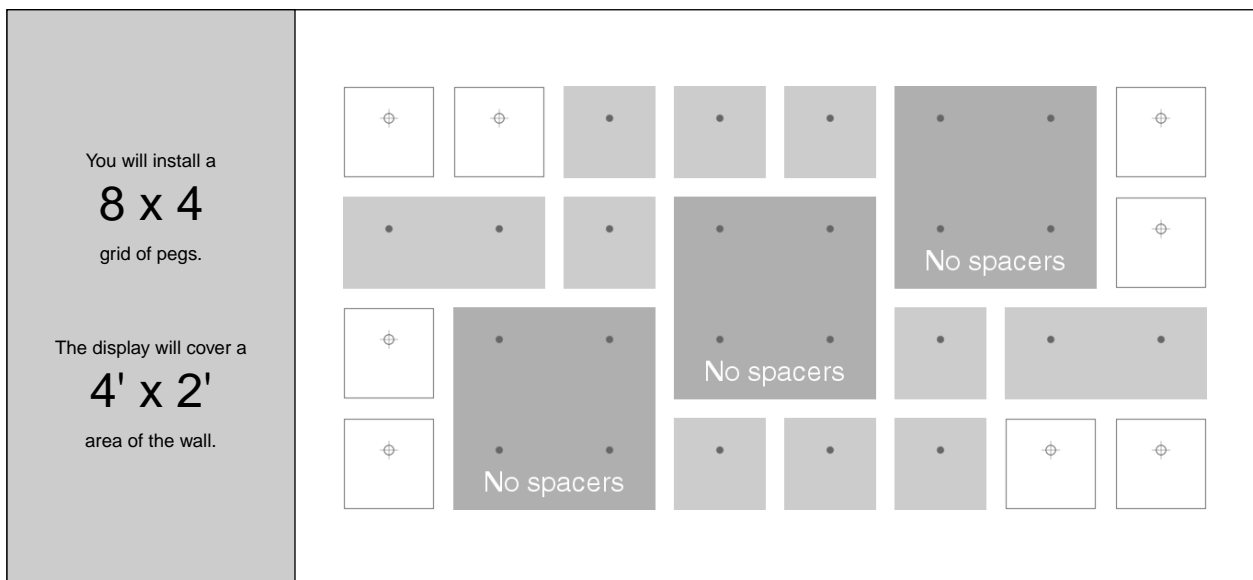 You will install a
8 x 4
grid of pegs.
The display will cover a
4' x 2'
area of the wall.
No spacers
No spacers
No spacers